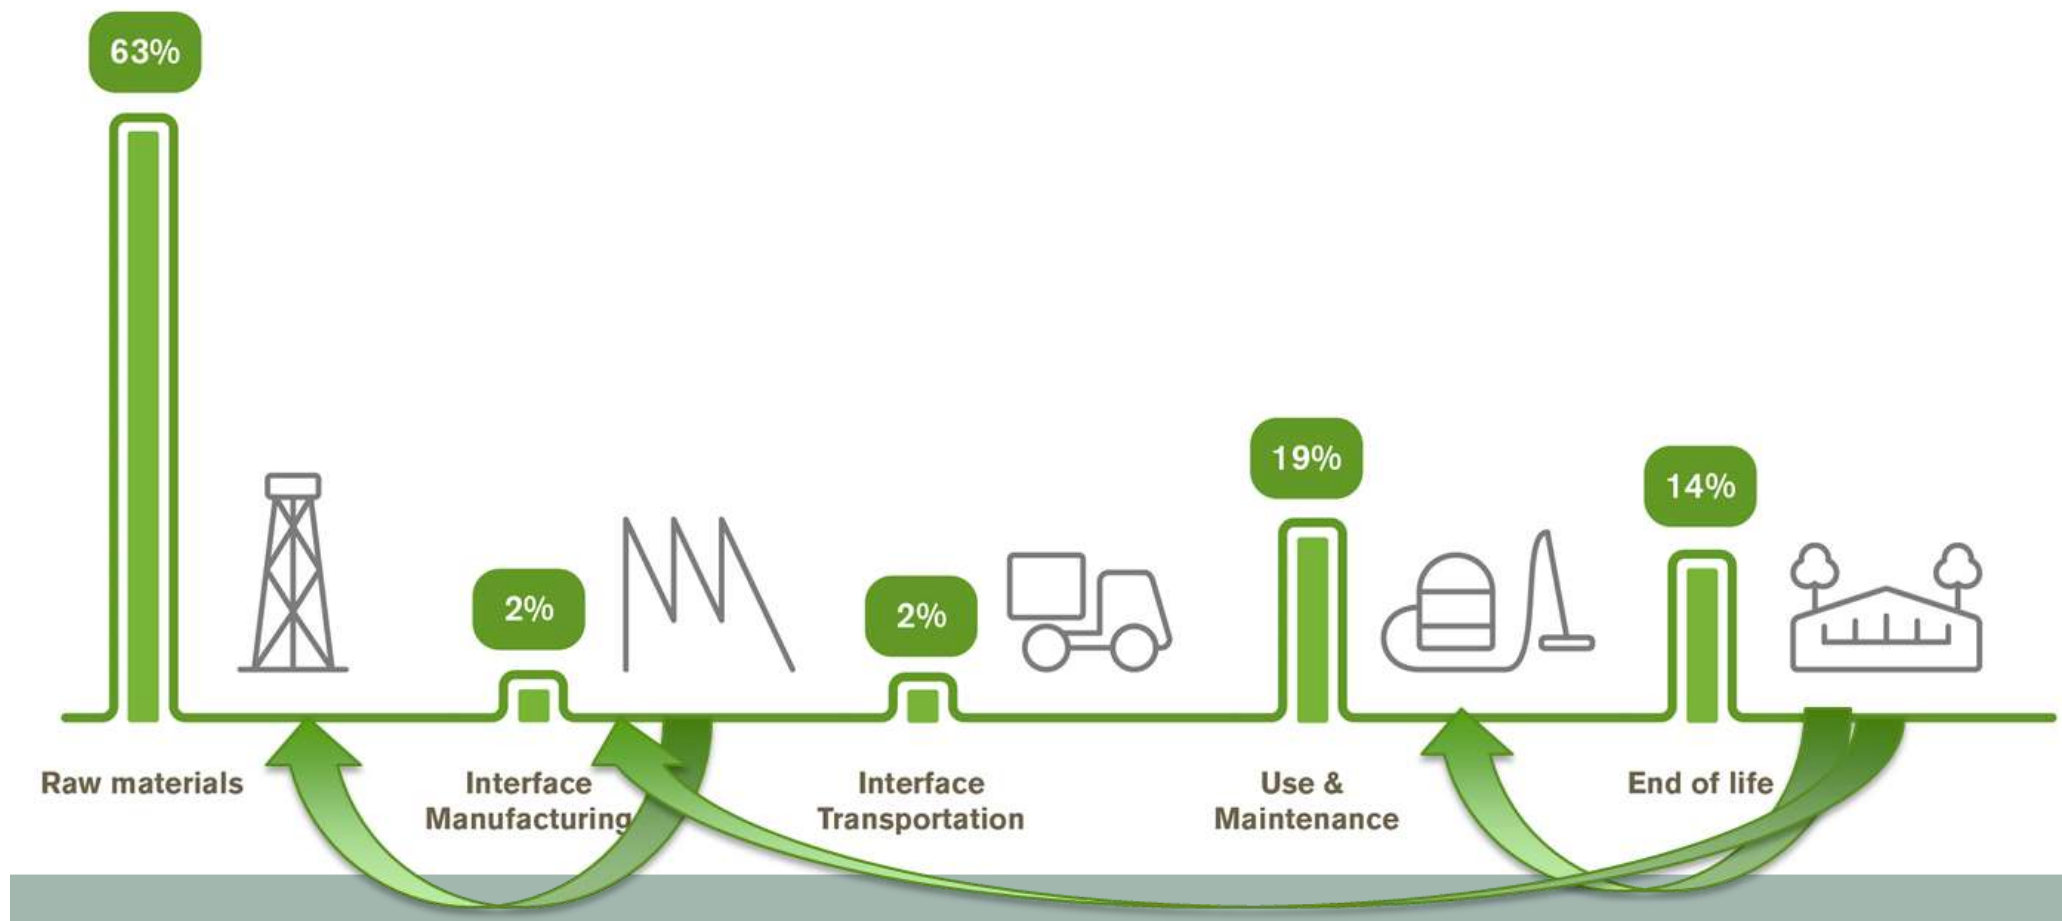 63%
2%
2%
19%
14%
Raw materials
Interface
Manufacturing
Interface
Transportation
Use &
Maintenance
End of life